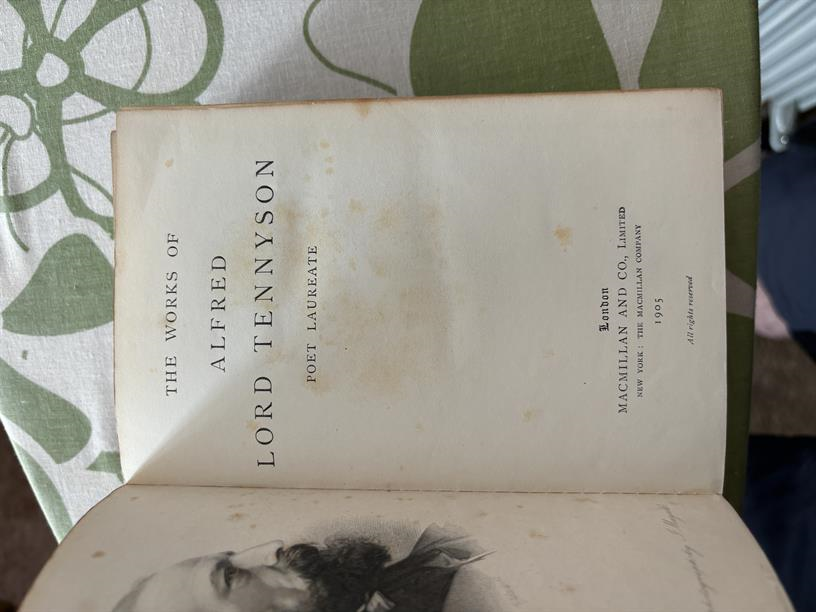 THE WORKS OF
ALFRED
LORD TENNYSON
POET LAUREATE
London
MACMILLAN AND CO., LIMITED
NEW YORK: THE MACMILLAN COMPANY
1905
All rights reserved